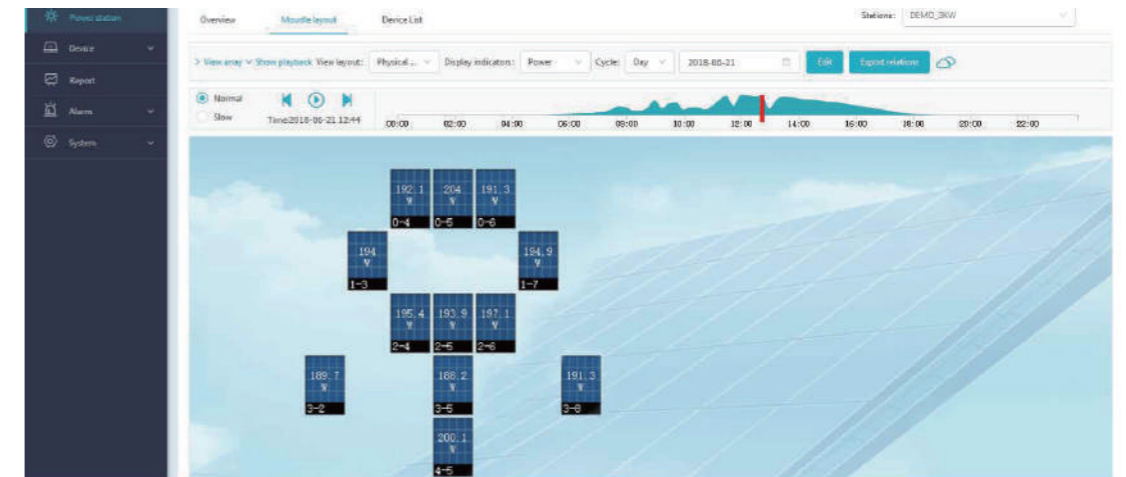 Power station
Device
Report
Alarm
System
Overview
Moudle layout
Device List
Stations: DEMO_3KW
> View array Show playback View layout: Physical ... Display indicators: Power Cycle: Day 2018-06-21 Edit Export relations
Normal
Slow
Time:2018-06-21 12:44
00:00 02:00 04:00 06:00 08:00 10:00 12:00 14:00 16:00 18:00 20:00 22:00
192.1 204 191.3
W W W
0-4 0-5 0-6
194 194.9
W W
1-3 1-7
195.4 193.9 197.1
W W W
2-4 2-5 2-6
189.7 188.2 191.3
W W W
3-2 3-5 3-8
200.1
W
4-5